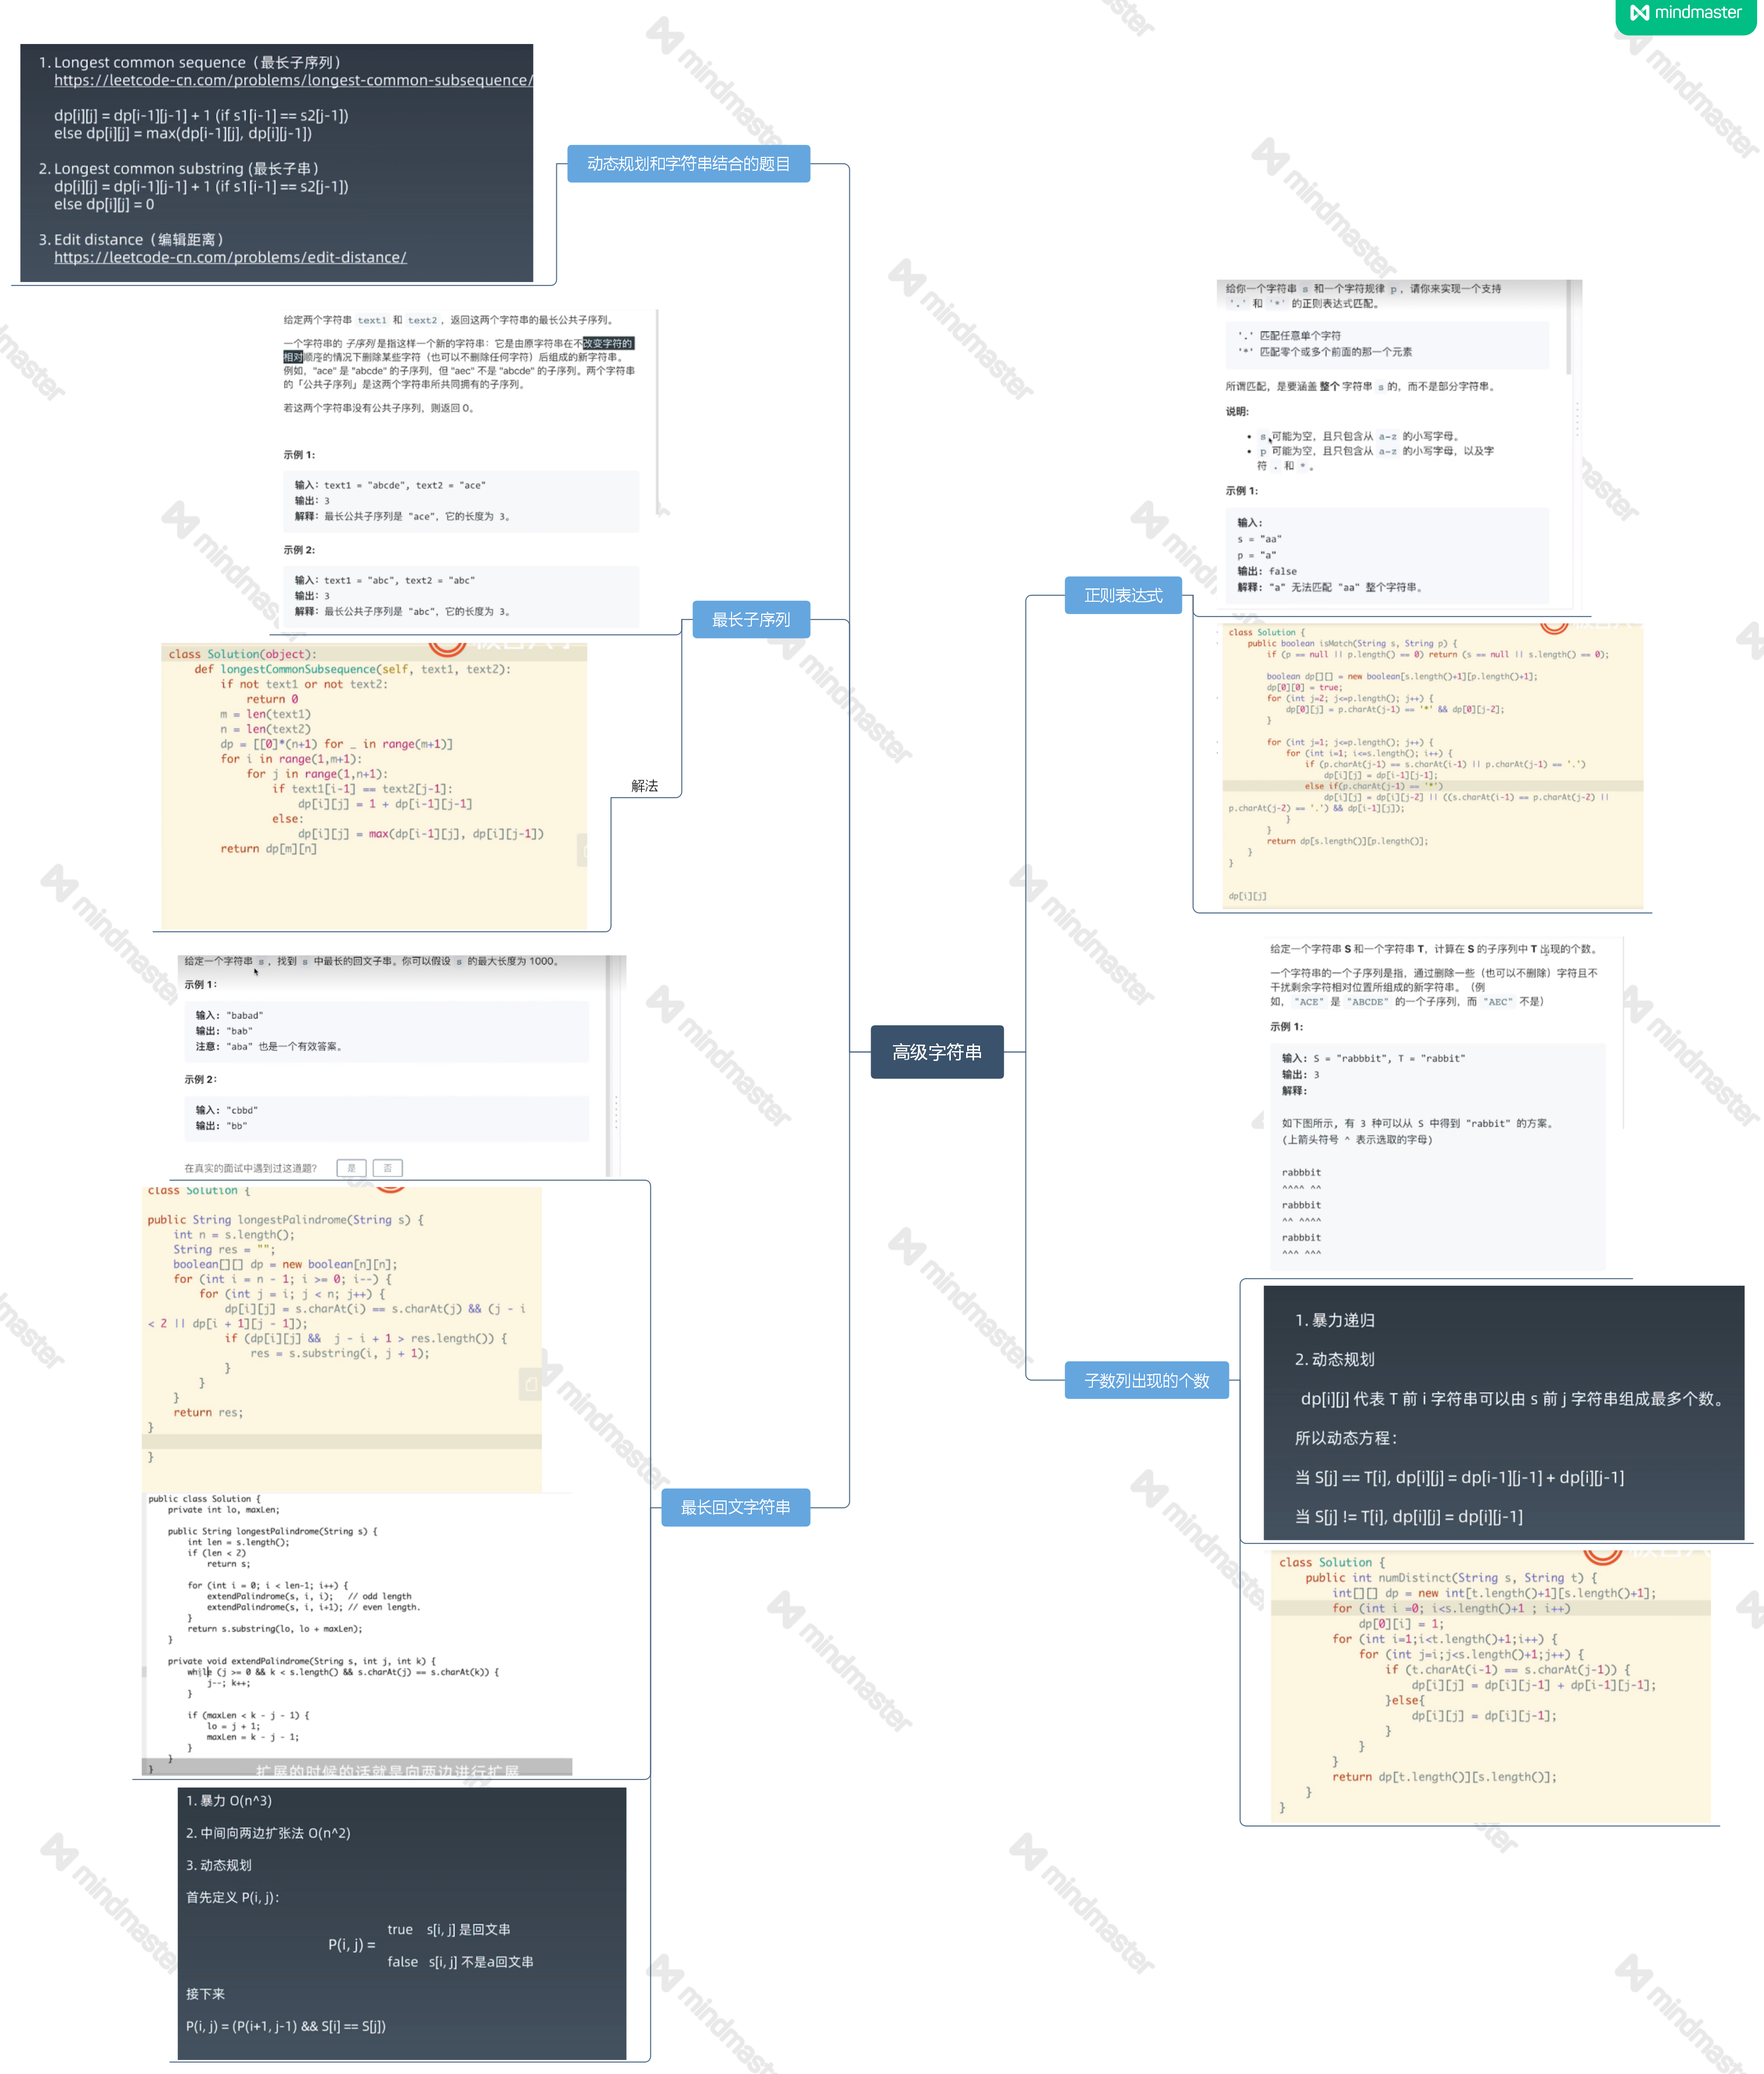 mindmaster
1. Longest common sequence（最长子序列）
https://leetcode-cn.com/problems/longest-common-subsequence/
dp[i][j] = dp[i-1][j-1] + 1 (if s1[i-1] == s2[j-1])
else dp[i][j] = max(dp[i-1][j], dp[i][j-1])
2. Longest common substring (最长子串）
dp[i][j] = dp[i-1][j-1] + 1 (if s1[i-1] == s2[j-1])
else dp[i][j] = 0
3. Edit distance（编辑距离）
https://leetcode-cn.com/problems/edit-distance/
动态规划和字符串结合的题目
给定两个字符串 text1 和 text2，返回这两个字符串的最长公共子序列。
一个字符串的 子序列 是指这样一个新的字符串：它是由原字符串在不改变字符的
相对顺序的情况下删除某些字符（也可以不删除任何字符）后组成的新字符串。
例如，"ace" 是 "abcde" 的子序列，但 "aec" 不是 "abcde" 的子序列。两个字符串
的「公共子序列」是这两个字符串所共同拥有的子序列。
若这两个字符串没有公共子序列，则返回 0。
示例 1:
输入：text1 = "abcde", text2 = "ace"
输出：3
解释：最长公共子序列是 "ace"，它的长度为 3。
示例 2:
输入：text1 = "abc", text2 = "abc"
输出：3
解释：最长公共子序列是 "abc"，它的长度为 3。
最长子序列
class Solution(object):
def longestCommonSubsequence(self, text1, text2):
if not text1 or not text2:
return 0
m = len(text1)
n = len(text2)
dp = [[0]*(n+1) for _ in range(m+1)]
for i in range(1,m+1):
for j in range(1,n+1):
if text1[i-1] == text2[j-1]:
dp[i][j] = 1 + dp[i-1][j-1]
else:
dp[i][j] = max(dp[i-1][j], dp[i][j-1])
return dp[m][n]
解法
给定一个字符串 s，找到 s 中最长的回文子串。你可以假设 s 的最大长度为 1000。
示例 1：
输入: "babad"
输出: "bab"
注意: "aba" 也是一个有效答案。
示例 2：
输入: "cbbd"
输出: "bb"
在真实的面试中遇到过这道题？ 是 否
class Solution {
public String longestPalindrome(String s) {
int n = s.length();
String res = "";
boolean[][] dp = new boolean[n][n];
for (int i = n - 1; i >= 0; i--) {
for (int j = i; j < n; j++) {
dp[i][j] = s.charAt(i) == s.charAt(j) && (j - i
< 2 || dp[i + 1][j - 1]);
if (dp[i][j] && j - i + 1 > res.length()) {
res = s.substring(i, j + 1);
}
}
}
return res;
}
}
public class Solution {
private int lo, maxLen;
public String longestPalindrome(String s) {
int len = s.length();
if (len < 2)
return s;
for (int i = 0; i < len-1; i++) {
extendPalindrome(s, i, i); // odd length
extendPalindrome(s, i, i+1); // even length.
}
return s.substring(lo, lo + maxLen);
}
private void extendPalindrome(String s, int j, int k) {
while (j >= 0 && k < s.length() && s.charAt(j) == s.charAt(k)) {
j--; k++;
}
if (maxLen < k - j - 1) {
lo = j + 1;
maxLen = k - j - 1;
}
}
}
扩展的时候的话就是向两边进行扩展
最长回文字符串
1. 暴力 O(n^3)
2. 中间向两边扩张法 O(n^2)
3. 动态规划
首先定义 P(i, j)：
true s[i, j] 是回文串
P(i, j) =
false s[i, j] 不是a回文串
接下来
P(i, j) = (P(i+1, j-1) && S[i] == S[j])
高级字符串
给你一个字符串 s 和一个字符规律 p，请你来实现一个支持
'.' 和 '*' 的正则表达式匹配。
'.' 匹配任意单个字符
'*' 匹配零个或多个前面的那一个元素
所谓匹配，是要涵盖 整个 字符串 s的，而不是部分字符串。
说明:
• s 可能为空，且只包含从 a-z 的小写字母。
• p 可能为空，且只包含从 a-z 的小写字母，以及字
符 . 和 *。
示例 1:
输入:
s = "aa"
p = "a"
输出: false
解释: "a" 无法匹配 "aa" 整个字符串。
正则表达式
class Solution {
public boolean isMatch(String s, String p) {
if (p == null || p.length() == 0) return (s == null || s.length() == 0);
boolean dp[][] = new boolean[s.length()+1][p.length()+1];
dp[0][0] = true;
for (int j=2; j<=p.length(); j++) {
dp[0][j] = p.charAt(j-1) == '*' && dp[0][j-2];
}
for (int j=1; j<=p.length(); j++) {
for (int i=1; i<=s.length(); i++) {
if (p.charAt(j-1) == s.charAt(i-1) || p.charAt(j-1) == '.')
dp[i][j] = dp[i-1][j-1];
else if(p.charAt(j-1) == '*')
dp[i][j] = dp[i][j-2] || ((s.charAt(i-1) == p.charAt(j-2) ||
p.charAt(j-2) == '.') && dp[i-1][j]);
}
}
return dp[s.length()][p.length()];
}
}
dp[i][j]
给定一个字符串 S 和一个字符串 T，计算在 S 的子序列中 T 出现的个数。
一个字符串的一个子序列是指，通过删除一些（也可以不删除）字符且不
干扰剩余字符相对位置所组成的新字符串。（例
如，"ACE" 是 "ABCDE" 的一个子序列，而 "AEC" 不是）
示例 1:
输入: S = "rabbbit", T = "rabbit"
输出: 3
解释:
如下图所示，有 3 种可以从 S 中得到 "rabbit" 的方案。
(上箭头符号 ^ 表示选取的字母)
rabbbit
^^^^ ^^
rabbbit
^^ ^^^^
rabbbit
^^^ ^^^
子数列出现的个数
1. 暴力递归
2. 动态规划
dp[i][j] 代表 T 前 i 字符串可以由 s 前 j 字符串组成最多个数。
所以动态方程：
当 S[j] == T[i], dp[i][j] = dp[i-1][j-1] + dp[i][j-1]
当 S[j] != T[i], dp[i][j] = dp[i][j-1]
class Solution {
public int numDistinct(String s, String t) {
int[][] dp = new int[t.length()+1][s.length()+1];
for (int i =0; i<s.length()+1 ; i++)
dp[0][i] = 1;
for (int i=1;i<t.length()+1;i++) {
for (int j=i;j<s.length()+1;j++) {
if (t.charAt(i-1) == s.charAt(j-1)) {
dp[i][j] = dp[i][j-1] + dp[i-1][j-1];
}else{
dp[i][j] = dp[i][j-1];
}
}
}
return dp[t.length()][s.length()];
}
}